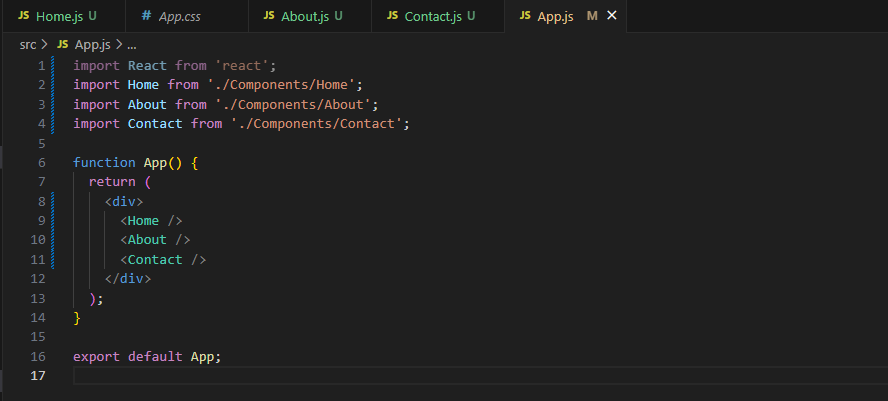 JS Home.js U # App.css JS About.js U JS Contact.js U JS App.js M ✕
src > JS App.js > ...
1 import React from 'react';
2 import Home from './Components/Home';
3 import About from './Components/About';
4 import Contact from './Components/Contact';
5
6 function App() {
7   return (
8     <div>
9       <Home />
10       <About />
11       <Contact />
12     </div>
13   );
14 }
15
16 export default App;
17